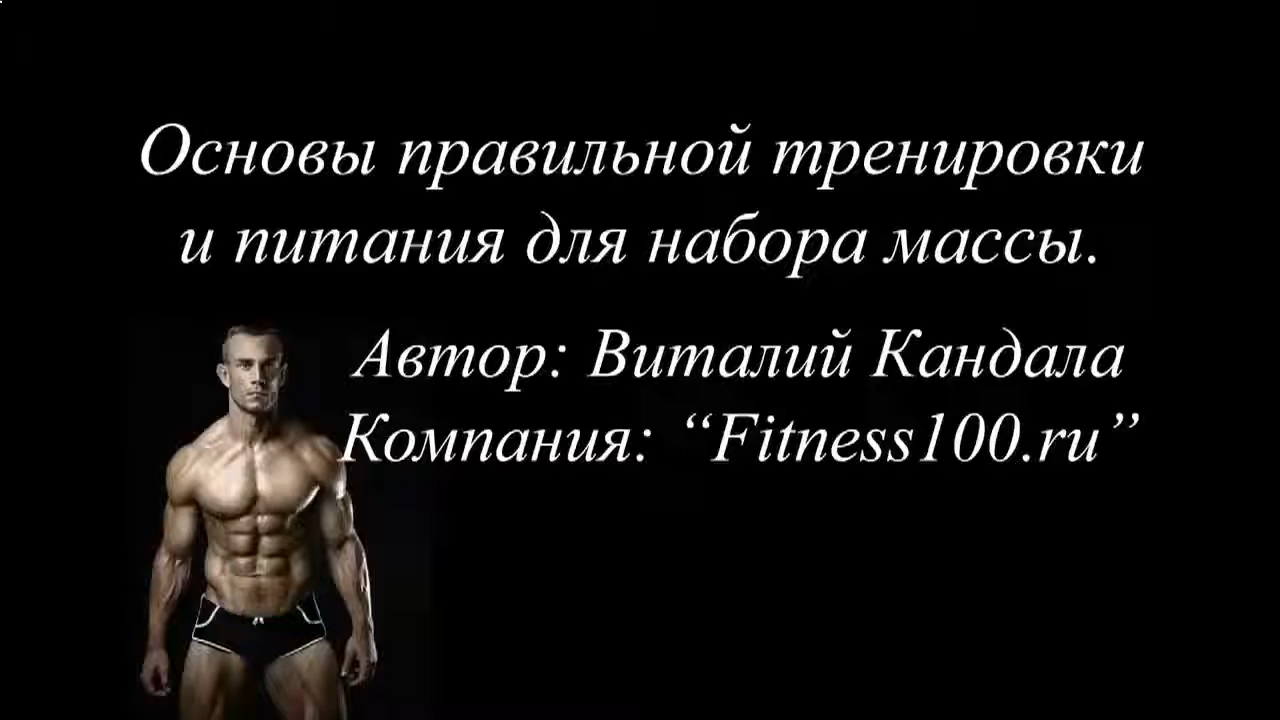 Основы правильной тренировки
и питания для набора массы.
Автор: Виталий Кандала
Компания: “Fitness100.ru”